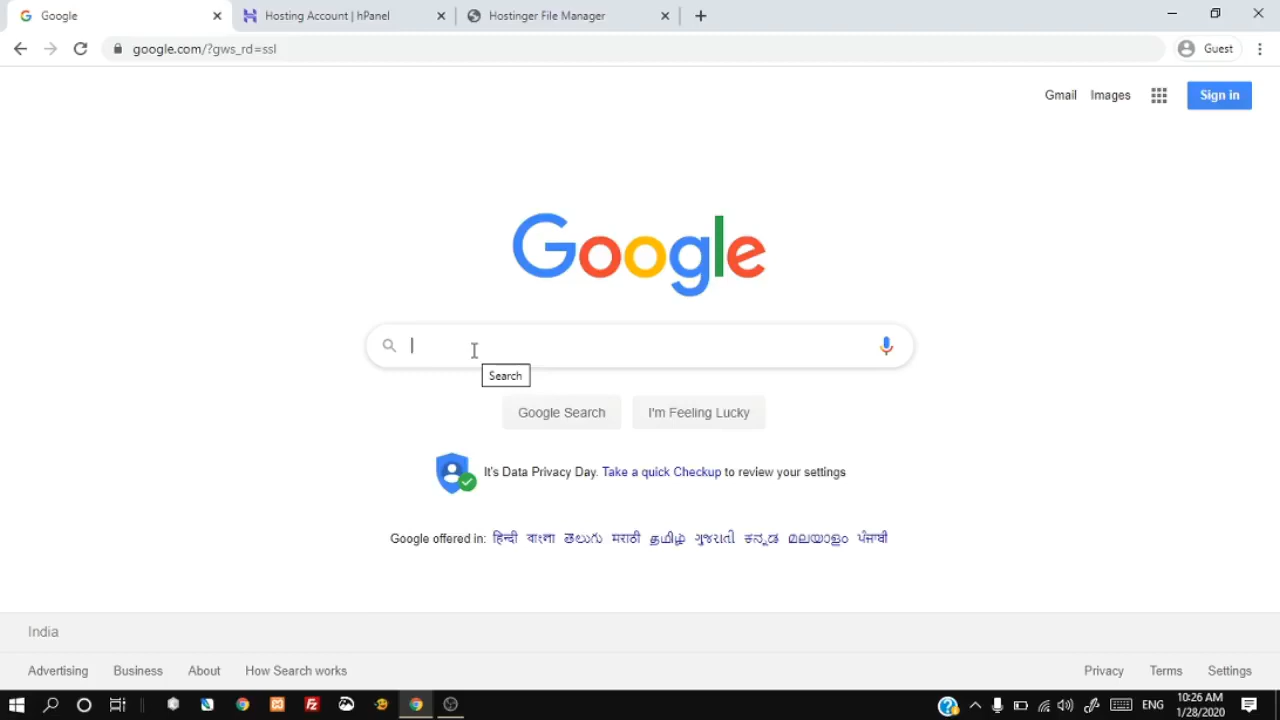 Google
Hosting Account | hPanel
Hostinger File Manager
google.com/?gws_rd=ssl
Guest
Gmail Images
Sign in
Google
Search
Google Search I'm Feeling Lucky
It's Data Privacy Day. Take a quick Checkup to review your settings
Google offered in: हिन्दी বাংলা తెలుగు मराठी தமிழ் ગુજરાતી ಕನ್ನಡ മലയാളം ਪੰਜਾਬੀ
India
Advertising Business About How Search works
Privacy Terms Settings
ENG
10:26 AM
1/28/2020